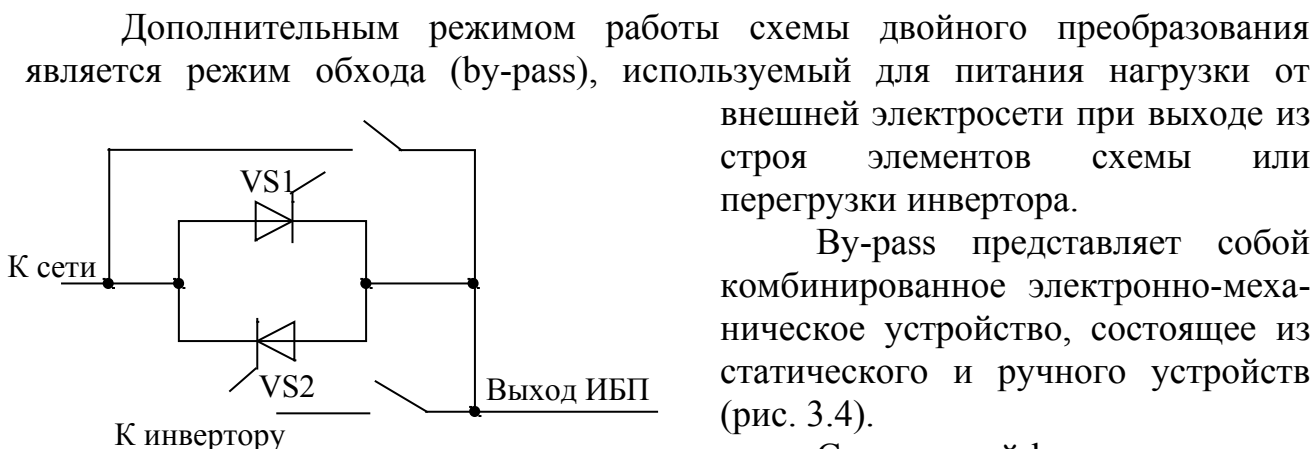 Дополнительным режимом работы схемы двойного преобразования
является режим обхода (by-pass), используемый для питания нагрузки от
внешней электросети при выходе из
строя элементов схемы или
перегрузки инвертора.
By-pass представляет собой
комбинированное электронно-меха-
ническое устройство, состоящее из
статического и ручного устройств
(рис. 3.4).
VS1
К сети
VS2
Выход ИБП
К инвертору